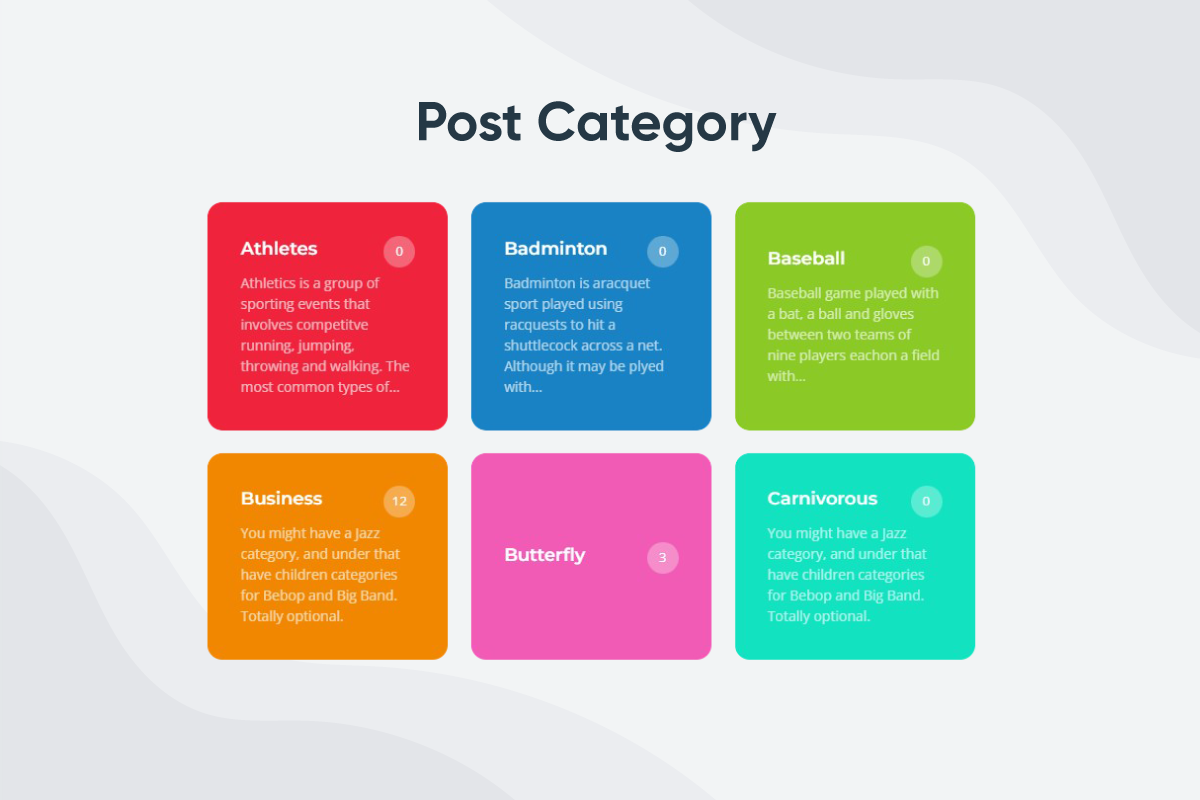 Post Category
Athletes
0
Athletics is a group of
sporting events that
involves competitve
running, jumping,
throwing and walking. The
most common types of...
Badminton
0
Badminton is aracquet
sport played using
racquests to hit a
shuttlecock across a net.
Although it may be plyed
with...
Baseball
0
Baseball game played with
a bat, a ball and gloves
between two teams of
nine players eachon a field
with...
Business
12
You might have a Jazz
category, and under that
have children categories
for Bebop and Big Band.
Totally optional.
Butterfly
3
Carnivorous
0
You might have a Jazz
category, and under that
have children categories
for Bebop and Big Band.
Totally optional.